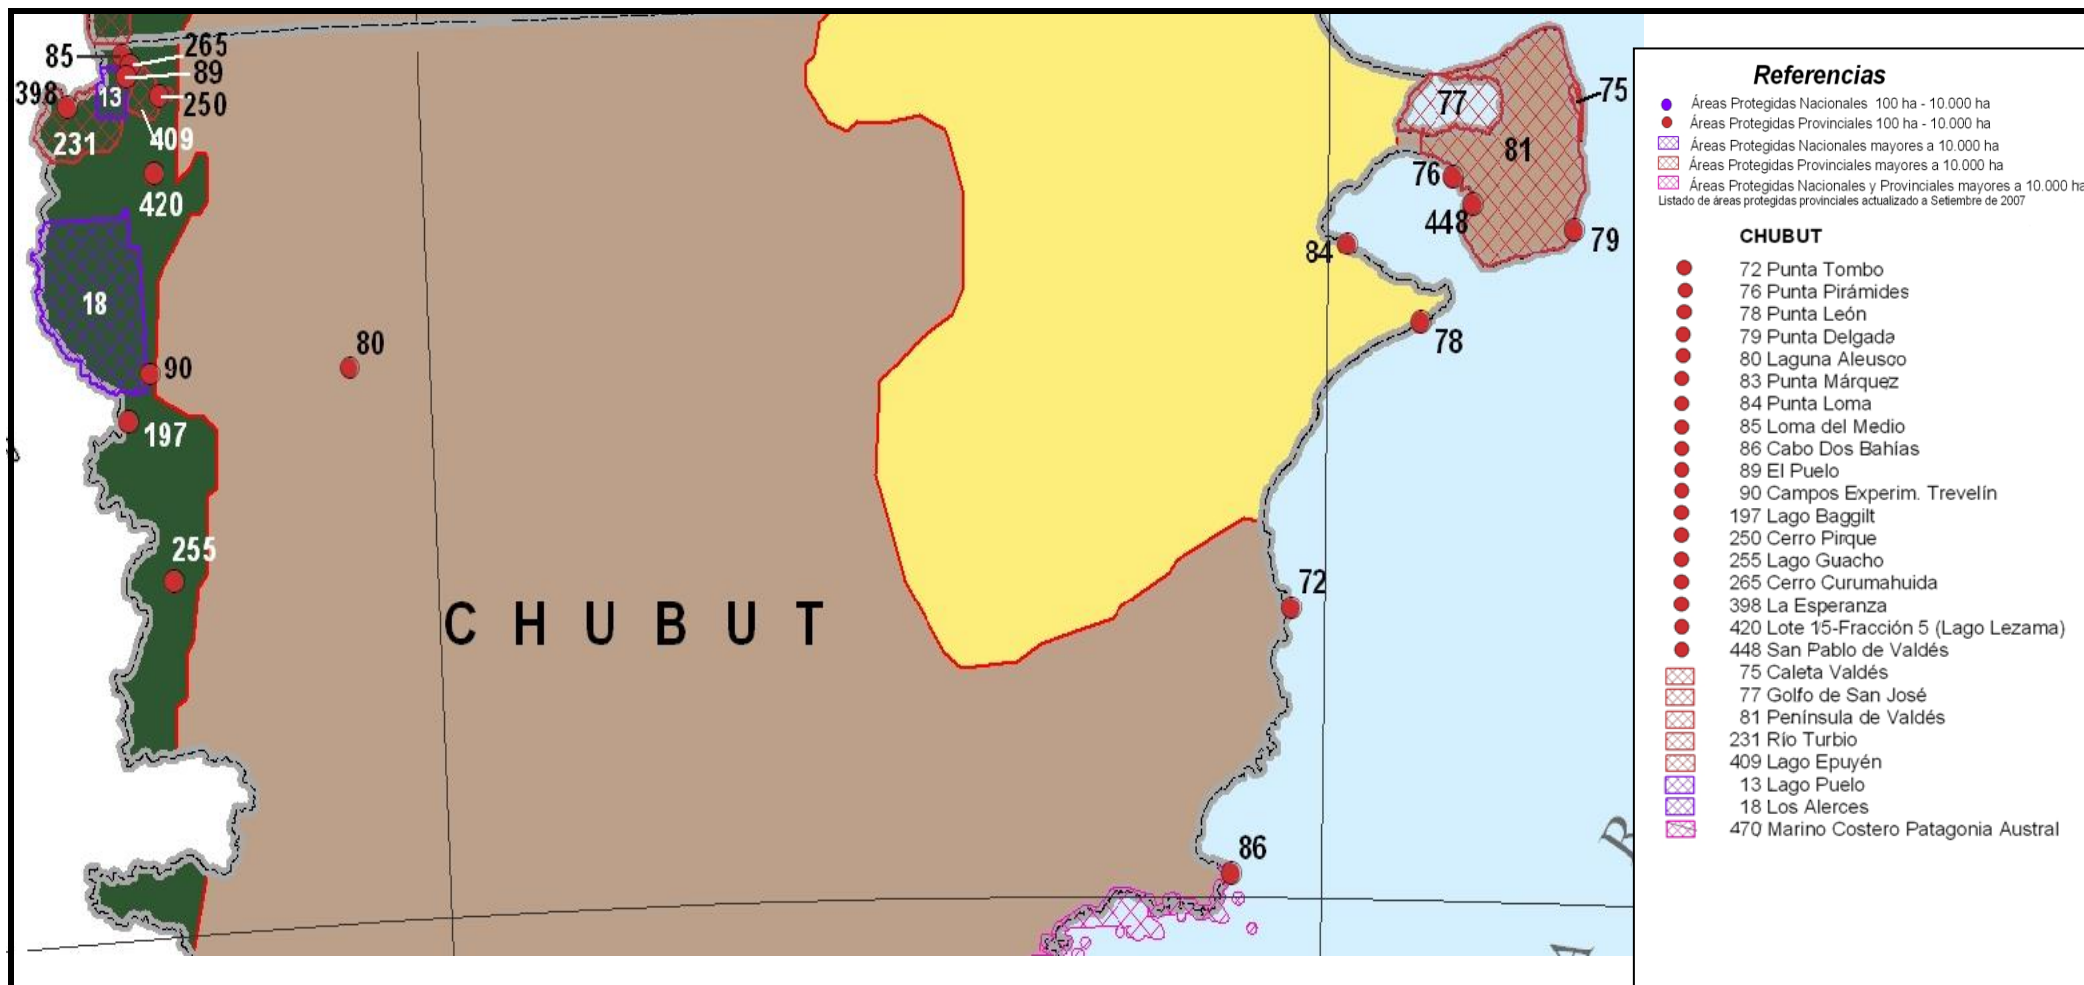 85
265
89
398
13
250
231
409
420
18
90
80
197
255
CHUBUT
77
75
81
76
448
79
84
78
72
86
B
A
Referencias
Áreas Protegidas Nacionales 100 ha - 10.000 ha
Áreas Protegidas Provinciales 100 ha - 10.000 ha
Áreas Protegidas Nacionales mayores a 10.000 ha
Áreas Protegidas Provinciales mayores a 10.000 ha
Áreas Protegidas Nacionales y Provinciales mayores a 10.000 ha
Listado de áreas protegidas provinciales actualizado a Setiembre de 2007
CHUBUT
72 Punta Tombo
76 Punta Pirámides
78 Punta León
79 Punta Delgada
80 Laguna Aleusco
83 Punta Márquez
84 Punta Loma
85 Loma del Medio
86 Cabo Dos Bahías
89 El Puelo
90 Campos Experim. Trevelín
197 Lago Baggilt
250 Cerro Pirque
255 Lago Guacho
265 Cerro Curumahuida
398 La Esperanza
420 Lote 15-Fracción 5 (Lago Lezama)
448 San Pablo de Valdés
75 Caleta Valdés
77 Golfo de San José
81 Península de Valdés
231 Río Turbio
409 Lago Epuyén
13 Lago Puelo
18 Los Alerces
470 Marino Costero Patagonia Austral